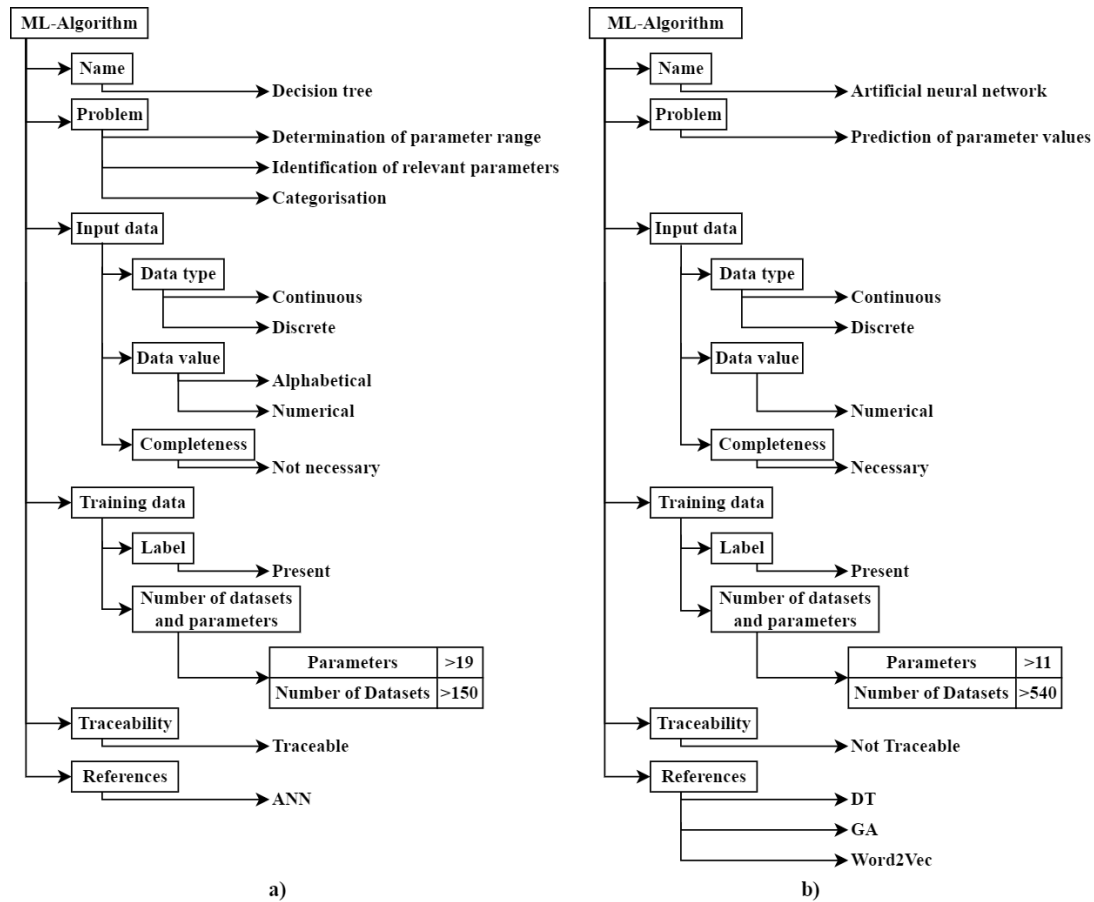 ML-Algorithm
Name
Decision tree
Problem
Determination of parameter range
Identification of relevant parameters
Categorisation
Input data
Data type
Continuous
Discrete
Data value
Alphabetical
Numerical
Completeness
Not necessary
Training data
Label
Present
Number of datasets
and parameters
Parameters >19
Number of Datasets >150
Traceability
Traceable
References
ANN
a)
ML-Algorithm
Name
Artificial neural network
Problem
Prediction of parameter values
Input data
Data type
Continuous
Discrete
Data value
Numerical
Completeness
Necessary
Training data
Label
Present
Number of datasets
and parameters
Parameters >11
Number of Datasets >540
Traceability
Not Traceable
References
DT
GA
Word2Vec
b)